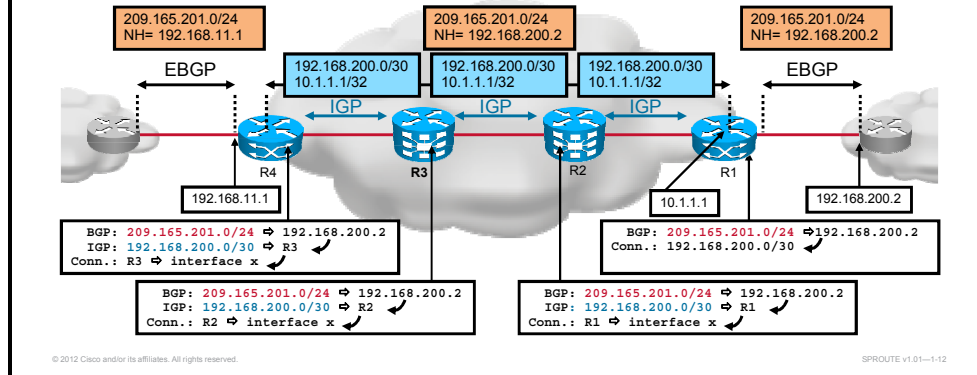 209.165.201.0/24
NH= 192.168.11.1
209.165.201.0/24
NH= 192.168.200.2
209.165.201.0/24
NH= 192.168.200.2
EBGP
192.168.200.0/30
10.1.1.1/32
192.168.200.0/30
10.1.1.1/32
192.168.200.0/30
10.1.1.1/32
EBGP
IGP
IGP
IGP
R4
R3
R2
R1
192.168.11.1
10.1.1.1
192.168.200.2
BGP: 209.165.201.0/24 ⇨ 192.168.200.2
IGP: 192.168.200.0/30 ⇨ R3
Conn.: R3 ⇨ interface x
BGP: 209.165.201.0/24 ⇨192.168.200.2
Conn.: 192.168.200.0/30
BGP: 209.165.201.0/24 ⇨ 192.168.200.2
IGP: 192.168.200.0/30 ⇨ R2
Conn.: R2 ⇨ interface x
BGP: 209.165.201.0/24 ⇨ 192.168.200.2
IGP: 192.168.200.0/30 ⇨ R1
Conn.: R1 ⇨ interface x
© 2012 Cisco and/or its affiliates. All rights reserved.
SPROUTE v1.01—1-12